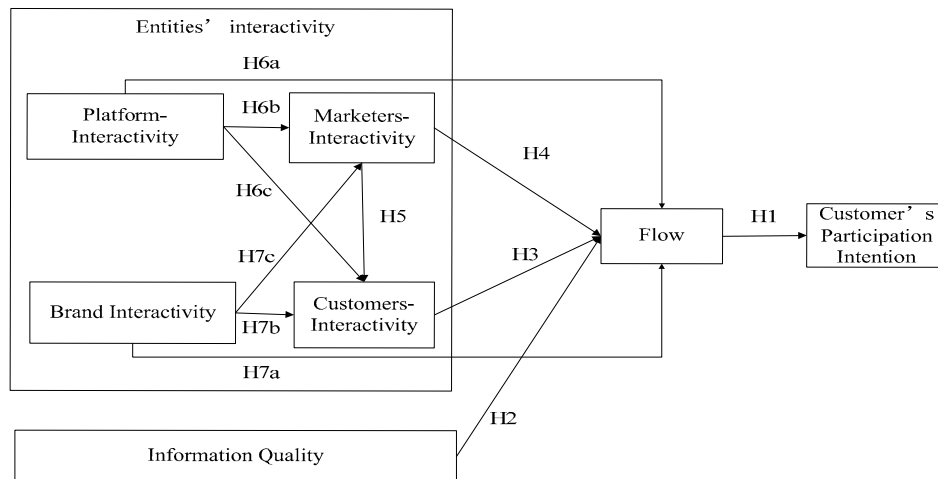 Entities’ interactivity
H6a
Platform-
Interactivity
H6b
Marketers-
Interactivity
H4
H6c
H5
Flow
H1
Customer’s
Participation
Intention
H3
H7c
Brand Interactivity
H7b
Customers-
Interactivity
H7a
H2
Information Quality